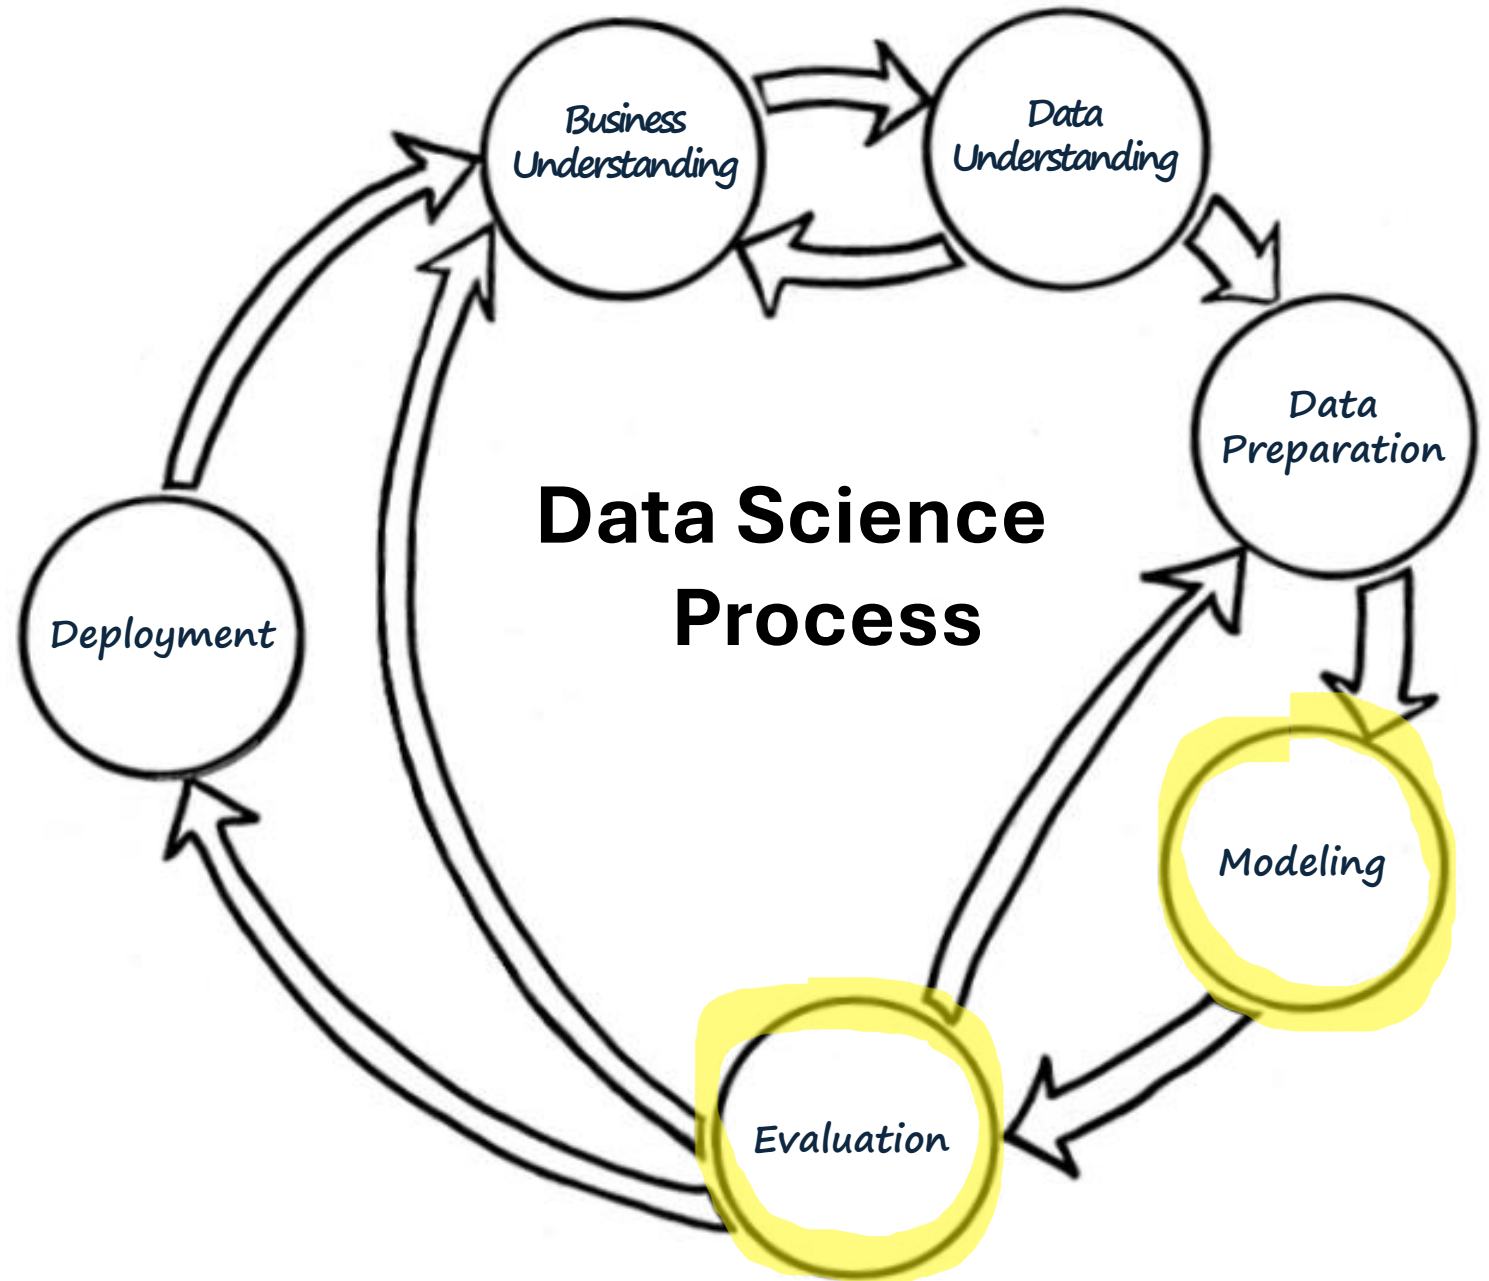 Business
Understanding
Data
Understanding
Data
Preparation
Data Science
Process
Deployment
Modeling
Evaluation